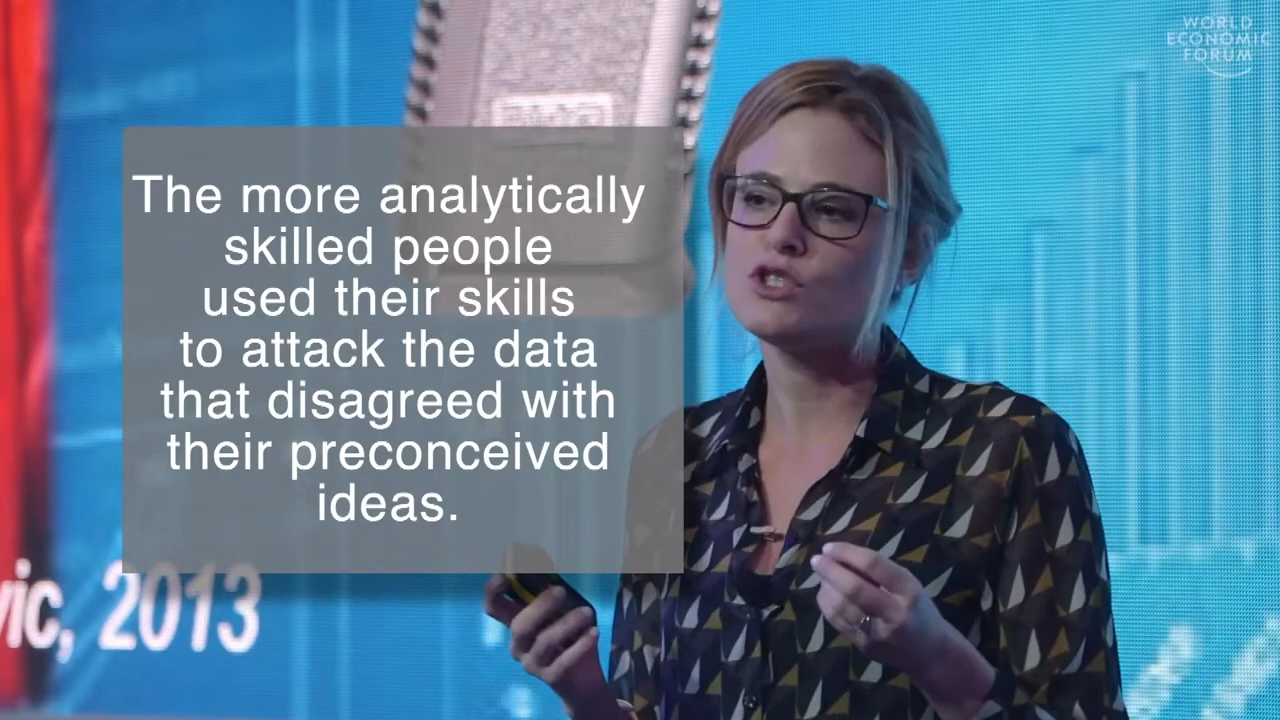 WORLD
ECONOMIC
FORUM
The more analytically
skilled people
used their skills
to attack the data
that disagreed with
their preconceived
ideas.
vic, 2013